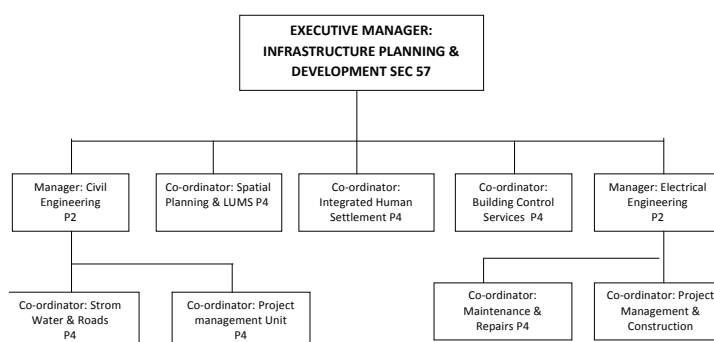 EXECUTIVE MANAGER:
INFRASTRUCTURE PLANNING &
DEVELOPMENT SEC 57
Manager: Civil
Engineering
P2
Co-ordinator: Spatial
Planning & LUMS P4
Co-ordinator:
Integrated Human
Settlement P4
Co-ordinator:
Building Control
Services P4
Manager: Electrical
Engineering
P2
Co-ordinator: Strom
Water & Roads
P4
Co-ordinator: Project
management Unit
P4
Co-ordinator:
Maintenance &
Repairs P4
Co-ordinator: Project
Management &
Construction